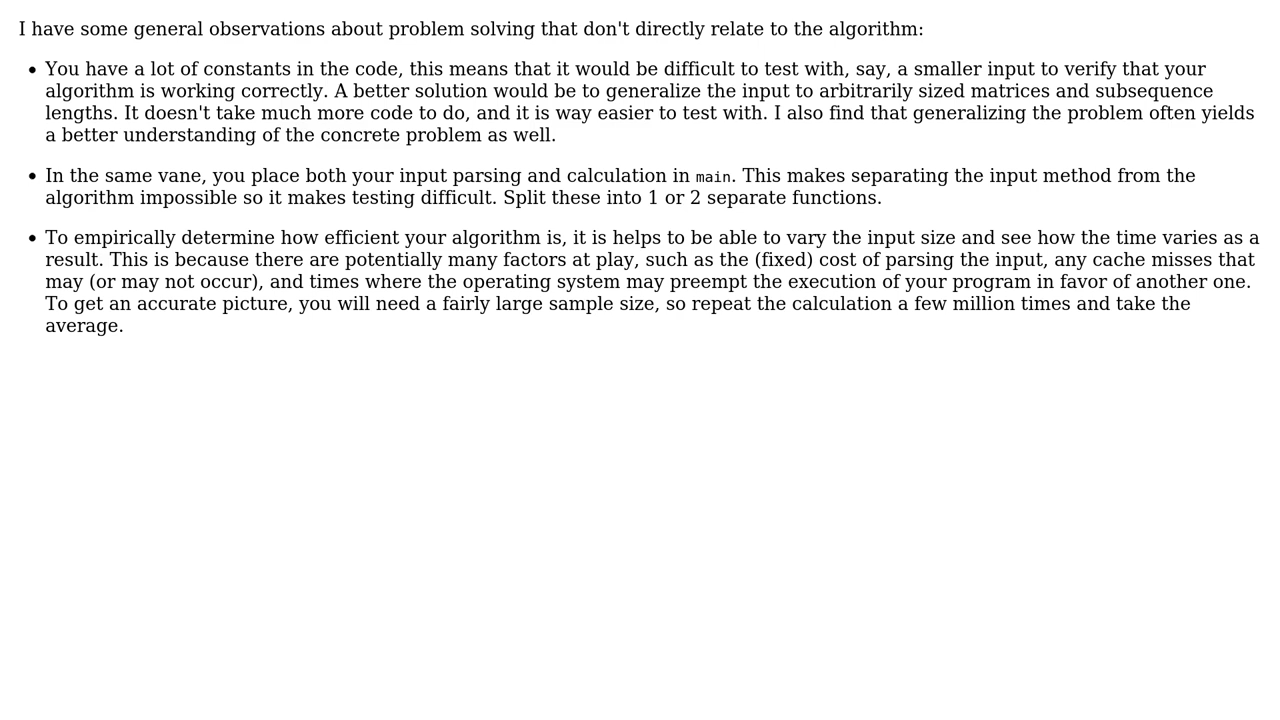 I have some general observations about problem solving that don't directly relate to the algorithm:
• You have a lot of constants in the code, this means that it would be difficult to test with, say, a smaller input to verify that your
algorithm is working correctly. A better solution would be to generalize the input to arbitrarily sized matrices and subsequence
lengths. It doesn't take much more code to do, and it is way easier to test with. I also find that generalizing the problem often yields
a better understanding of the concrete problem as well.
• In the same vane, you place both your input parsing and calculation in main. This makes separating the input method from the
algorithm impossible so it makes testing difficult. Split these into 1 or 2 separate functions.
• To empirically determine how efficient your algorithm is, it is helps to be able to vary the input size and see how the time varies as a
result. This is because there are potentially many factors at play, such as the (fixed) cost of parsing the input, any cache misses that
may (or may not occur), and times where the operating system may preempt the execution of your program in favor of another one.
To get an accurate picture, you will need a fairly large sample size, so repeat the calculation a few million times and take the
average.